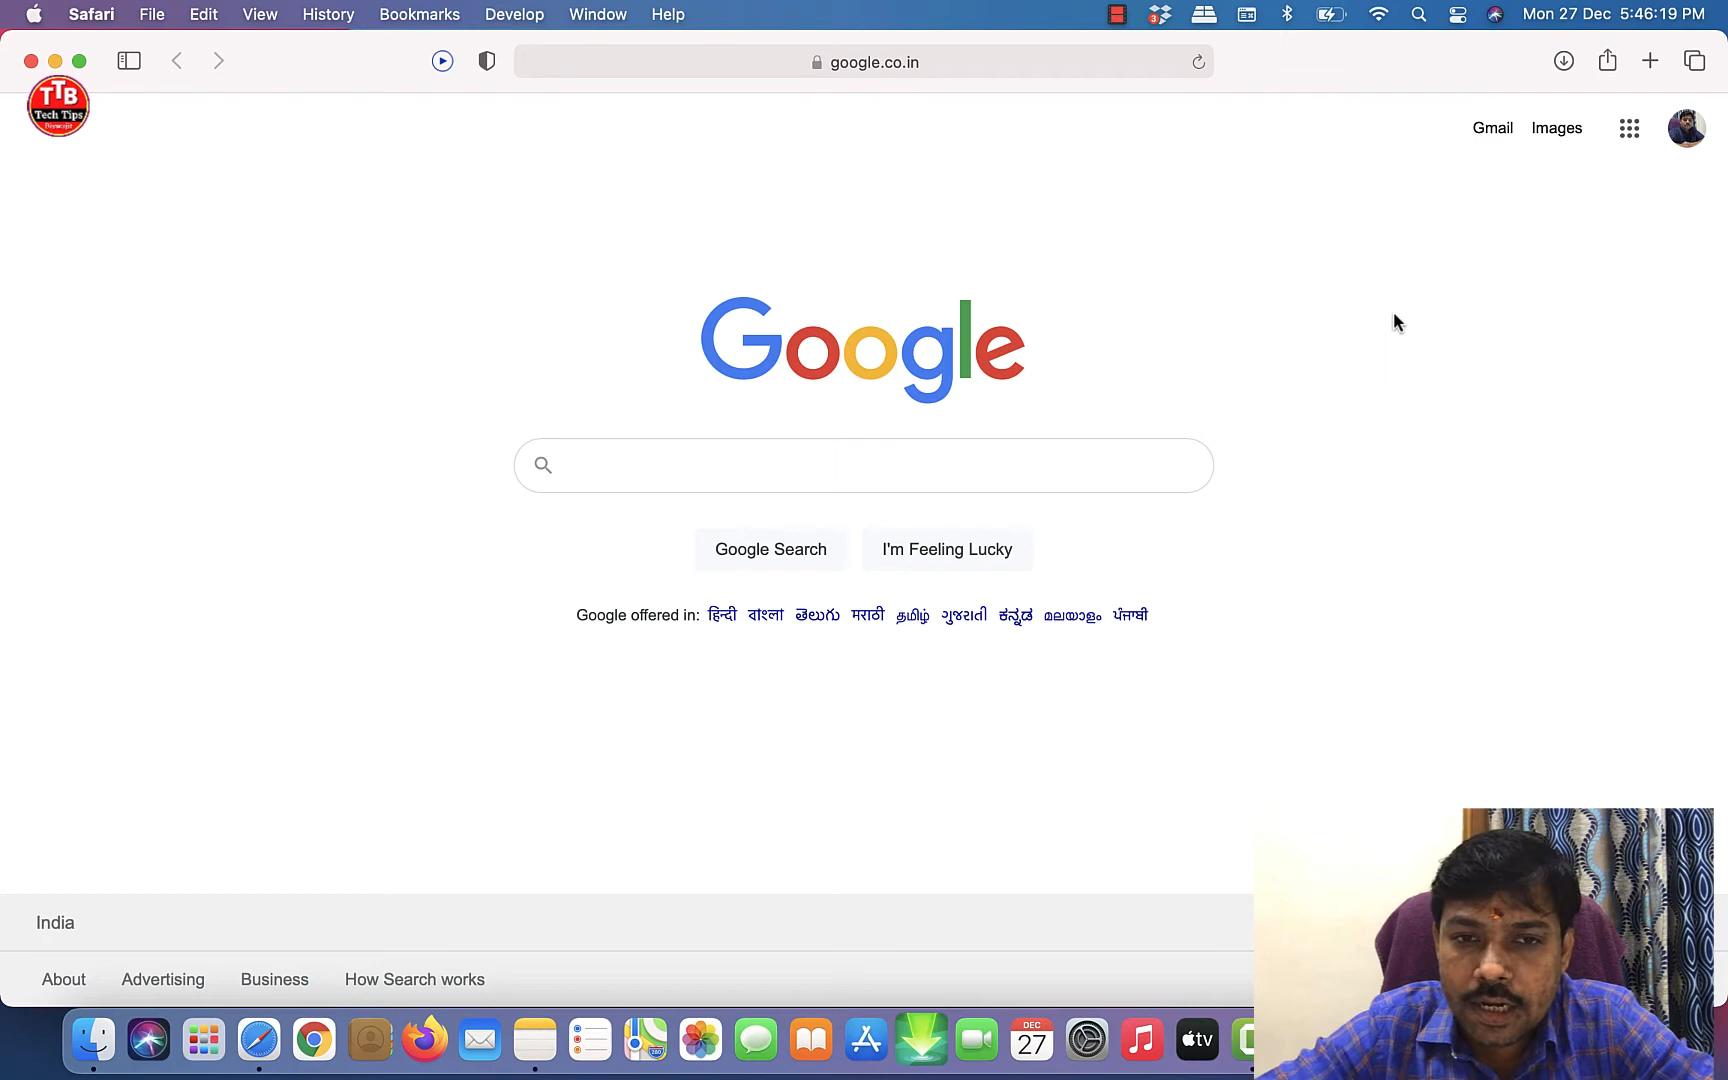 Safari File Edit View History Bookmarks Develop Window Help 3 Mon 27 Dec 5:46:19 PM
google.co.in
TTB
Tech Tips
Gmail Images
Google
Google Search I'm Feeling Lucky
Google offered in: हिन्दी বাংলা తెలుగు मराठी தமிழ் ગુજરાતી ಕನ್ನಡ മലയാളം ਪੰਜਾਬੀ
India
About Advertising Business How Search works
280 DEC 27 tv